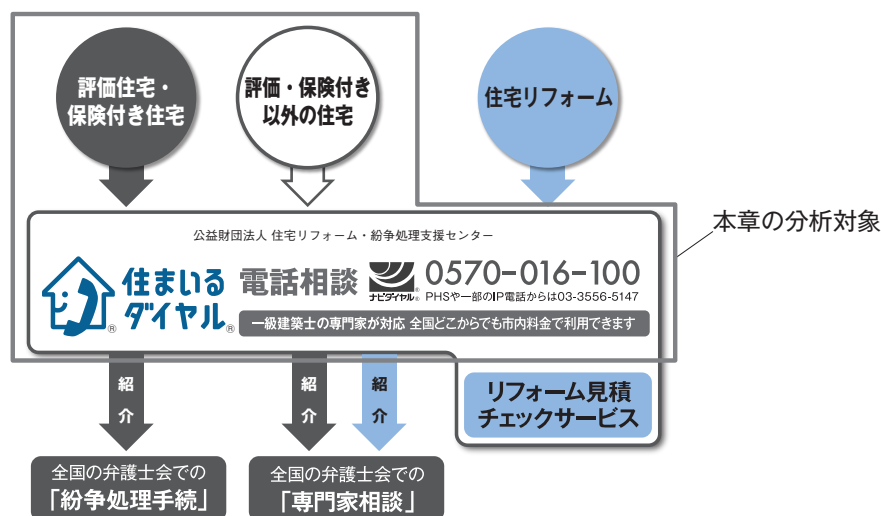 評価住宅・
保険付き住宅
評価・保険付き
以外の住宅
住宅リフォーム
本章の分析対象
公益財団法人 住宅リフォーム・紛争処理支援センター
住まいる
ダイヤル®
®
電話相談
ナビダイヤル®
0570-016-100
PHSや一部のIP電話からは03-3556-5147
一級建築士の専門家が対応 全国どこからでも市内料金で利用できます
紹介
紹介
紹介
リフォーム見積
チェックサービス
全国の弁護士会での
「紛争処理手続」
全国の弁護士会での
「専門家相談」